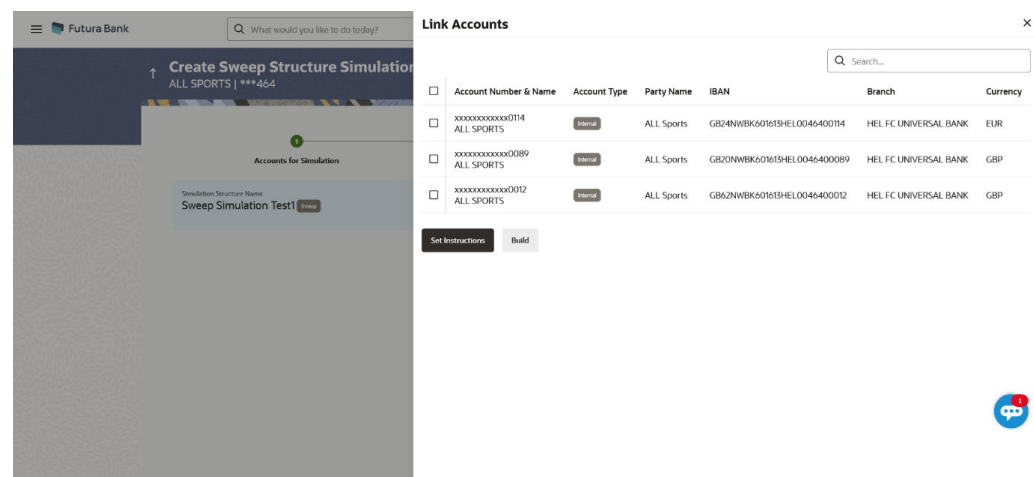 Futura Bank
What would you like to do today?
Create Sweep Structure Simulation
ALL SPORTS | ***464
1
Accounts for Simulation
Simulation Structure Name
Sweep Simulation Test1 Sweep
Link Accounts
Search...
Account Number & Name Account Type Party Name IBAN Branch Currency
xxxxxxxxxxxx0114
ALL SPORTS
Internal ALL Sports GB24NWBK601613HEL0046400114 HEL FC UNIVERSAL BANK EUR
xxxxxxxxxxxx0089
ALL SPORTS
Internal ALL Sports GB20NWBK601613HEL0046400089 HEL FC UNIVERSAL BANK GBP
xxxxxxxxxxxx0012
ALL SPORTS
Internal ALL Sports GB62NWBK601613HEL0046400012 HEL FC UNIVERSAL BANK GBP
Set Instructions Build
1